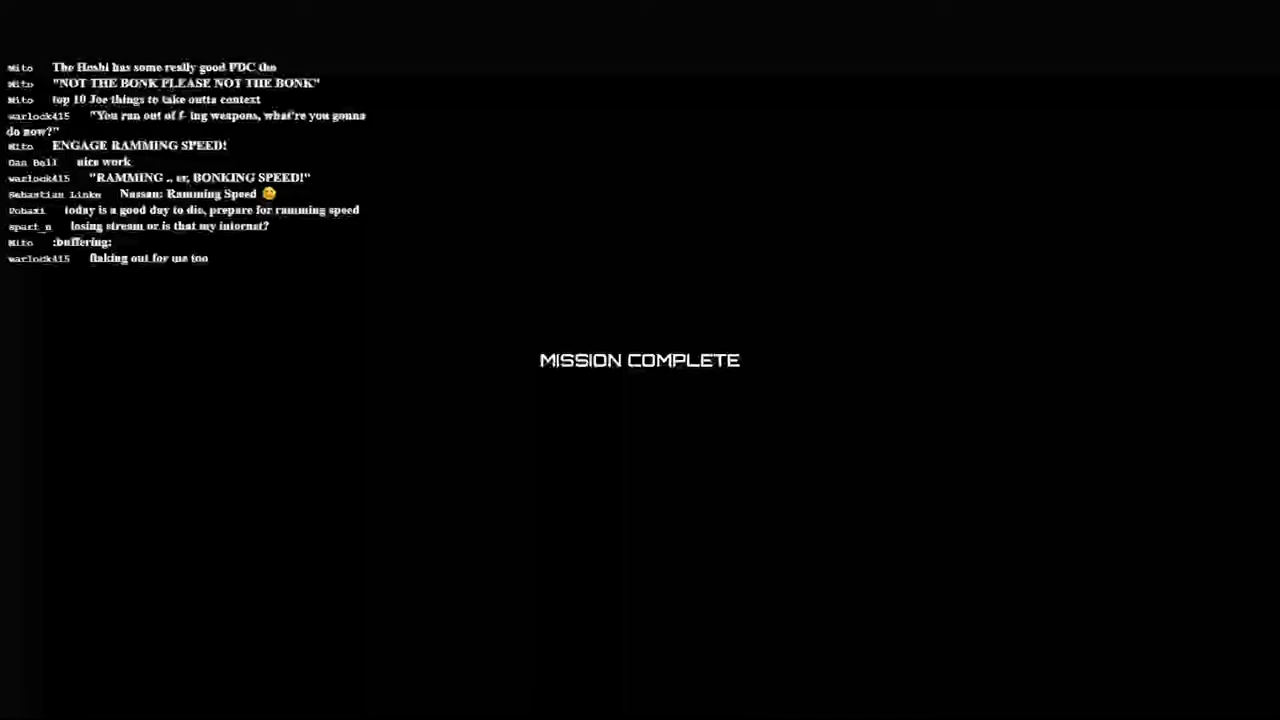 Mito The Hoshi has some really good PDC tho
Mito "NOT THE BONK PLEASE NOT THE BONK"
Mito top 10 Joe things to take outta context
warlock415 "You ran out of f- ing weapons, what're you gonna
do now?"
Mito ENGAGE RAMMING SPEED!
Dan Bell nice work
warlock415 "RAMMING .. er, BONKING SPEED!"
Sebastian Linke Nassau: Ramming Speed
today is a good day to die, prepare for ramming speed
spart_n losing stream or is that my internet?
Mito :buffering:
warlock415 flaking out for me too
MISSION COMPLETE